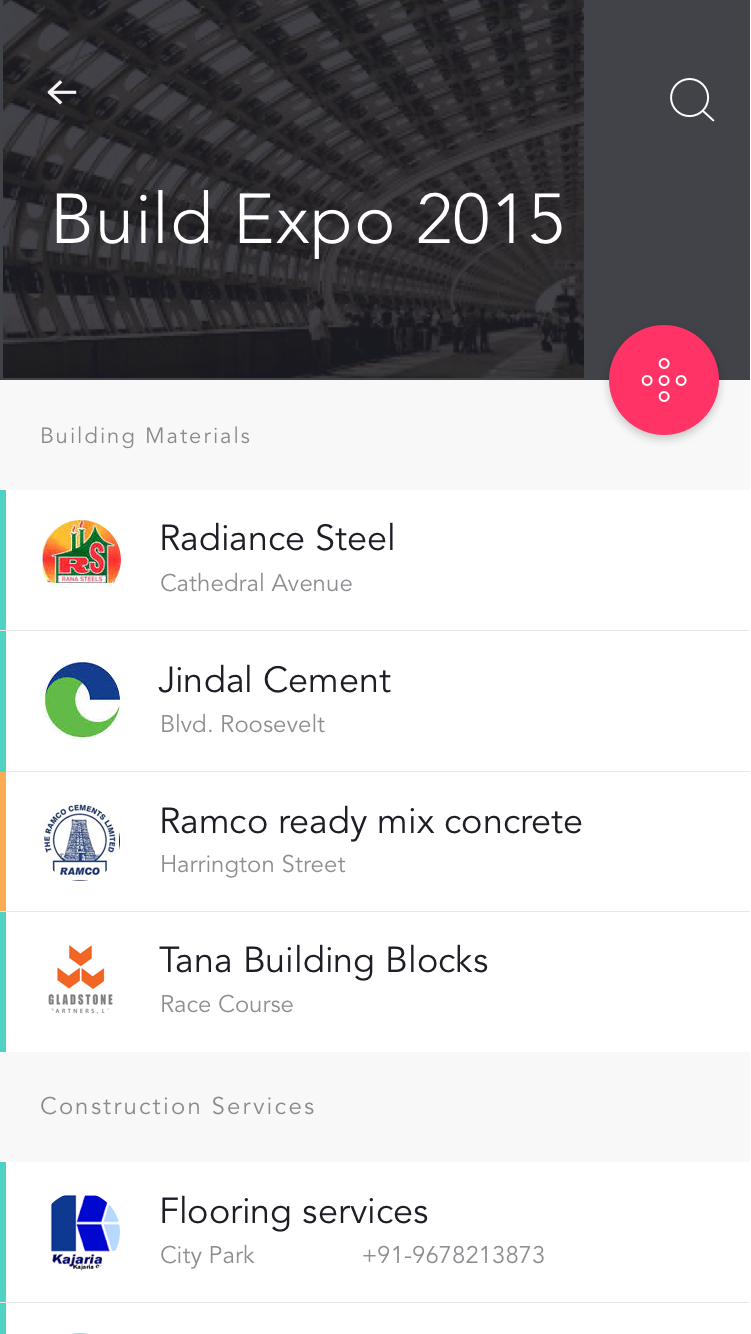 Build Expo 2015
Building Materials
RS
RANA STEELS
Radiance Steel
Cathedral Avenue
Jindal Cement
Blvd. Roosevelt
THE RAMCO CEMENTS LIMITED
RAMCO
Ramco ready mix concrete
Harrington Street
GLADSTONE
Tana Building Blocks
Race Course
Construction Services
Kajaria
Kajaria
Flooring services
City Park +91-9678213873